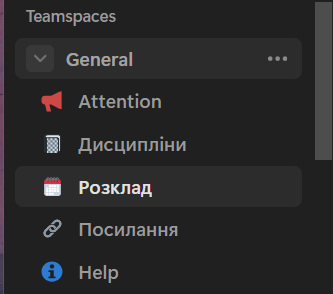 Teamspaces
General
Attention
Дисципліни
Розклад
Посилання
Help